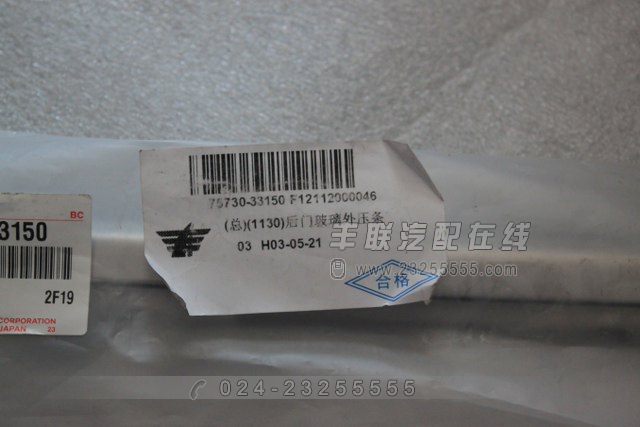 75730-33150 F12112000046
(总)(1130)后门玻璃外压条
03 H03-05-21
合格
BC
3150
2F19
CORPORATION
JAPAN 23
丰联汽配在线
www.23255555.com
024-23255555